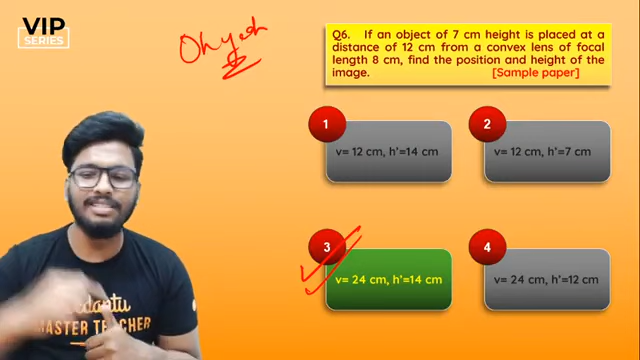 VIP
SERIES
Oh yeah
Q6. If an object of 7 cm height is placed at a
distance of 12 cm from a convex lens of focal
length 8 cm, find the position and height of the
image. [Sample paper]
1
v= 12 cm, h'=14 cm
2
v= 12 cm, h'=7 cm
3
v= 24 cm, h'=14 cm
4
v= 24 cm, h'=12 cm
Vedantu
MASTER TEACHER